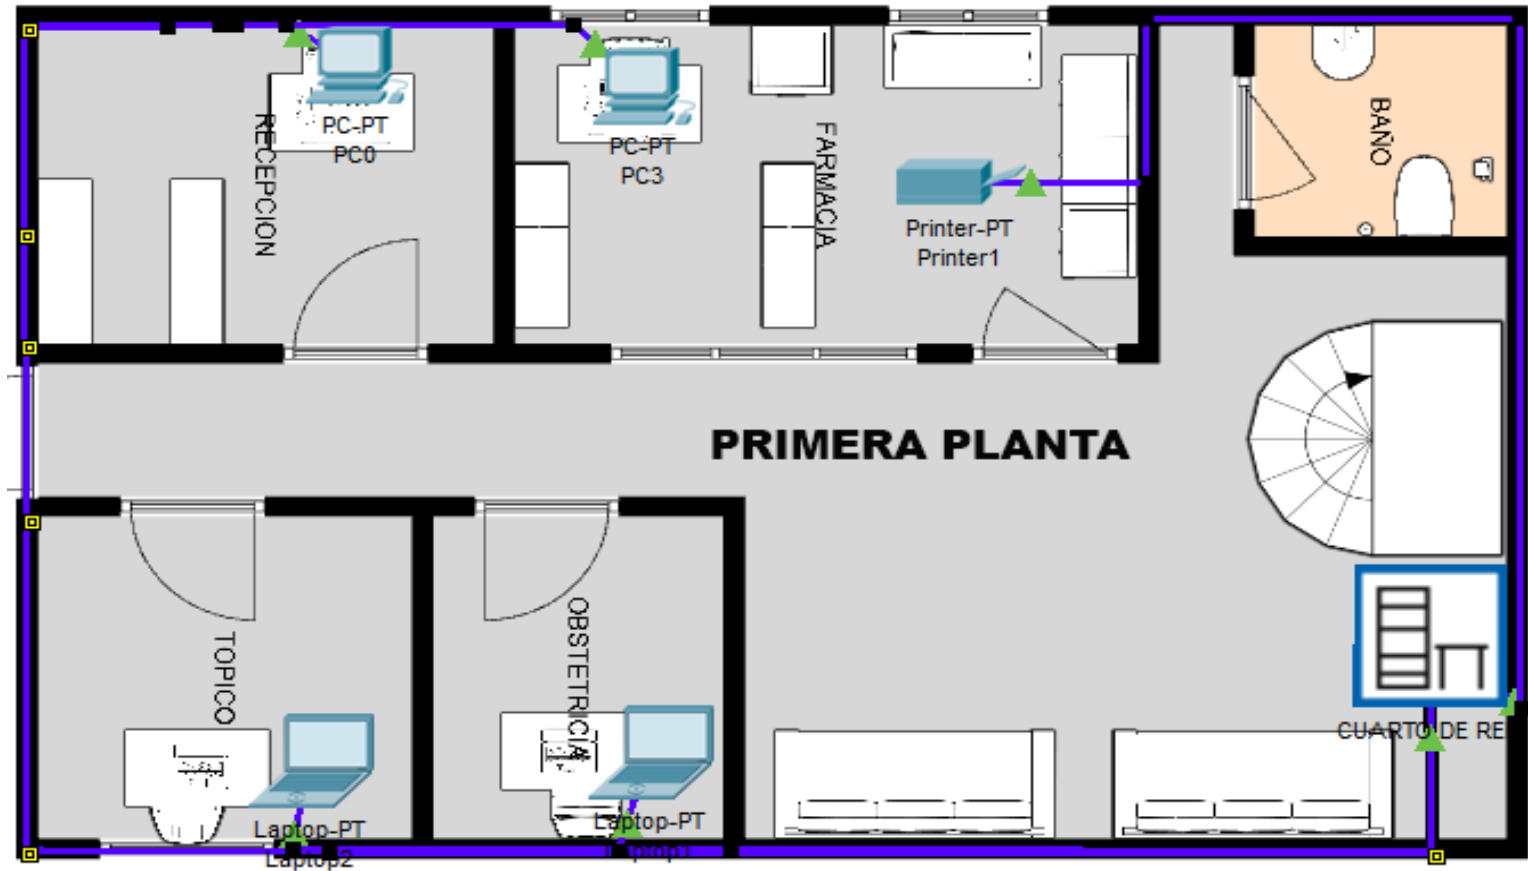 RECEPCION
PC-PT
PC0
PC-PT
PC3
FARMACIA
Printer-PT
Printer1
BAÑO
PRIMERA PLANTA
TOPICO
Laptop-PT
Laptop2
OBSTETRICIA
Laptop-PT
Laptop1
CUARTO DE RE